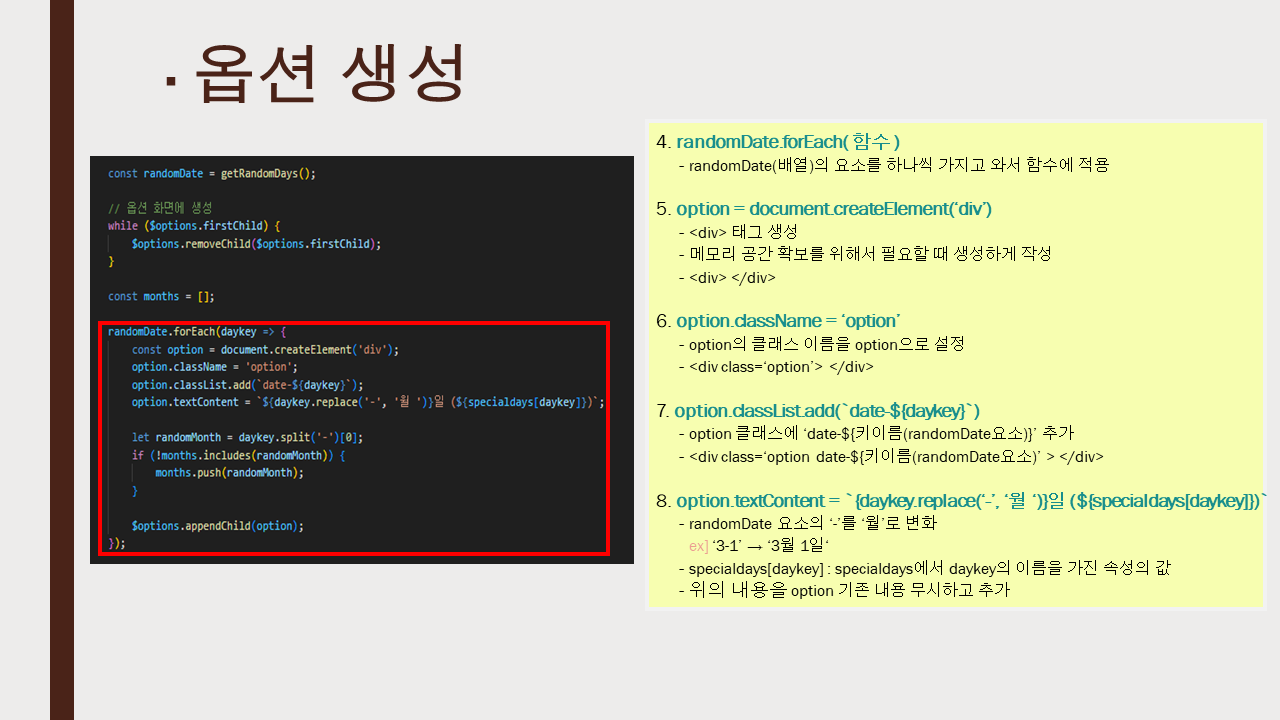 ▪ 옵션 생성
const randomDate = getRandomDays();
// 옵션 화면에 생성
while ($options.firstChild) {
$options.removeChild($options.firstChild);
}
const months = [];
randomDate.forEach(daykey => {
const option = document.createElement('div');
option.className = 'option';
option.classList.add(`date-${daykey}`);
option.textContent = `${daykey.replace('-', '월 ')}일 (${specialdays[daykey]})`;
let randomMonth = daykey.split('-')[0];
if (!months.includes(randomMonth)) {
months.push(randomMonth);
}
$options.appendChild(option);
});
4. randomDate.forEach( 함수 )
- randomDate(배열)의 요소를 하나씩 가지고 와서 함수에 적용
5. option = document.createElement(‘div’)
- <div> 태그 생성
- 메모리 공간 확보를 위해서 필요할 때 생성하게 작성
- <div> </div>
6. option.className = ‘option’
- option의 클래스 이름을 option으로 설정
- <div class=‘option’> </div>
7. option.classList.add(`date-${daykey}`)
- option 클래스에 ‘date-${키이름(randomDate요소)}’ 추가
- <div class=‘option date-${키이름(randomDate요소)’ > </div>
8. option.textContent = `{daykey.replace(‘-’, ‘월 ‘)}일 (${specialdays[daykey]})`
- randomDate 요소의 ‘-’를 ‘월’로 변화
ex] ‘3-1’ → ‘3월 1일‘
- specialdays[daykey] : specialdays에서 daykey의 이름을 가진 속성의 값
- 위의 내용을 option 기존 내용 무시하고 추가